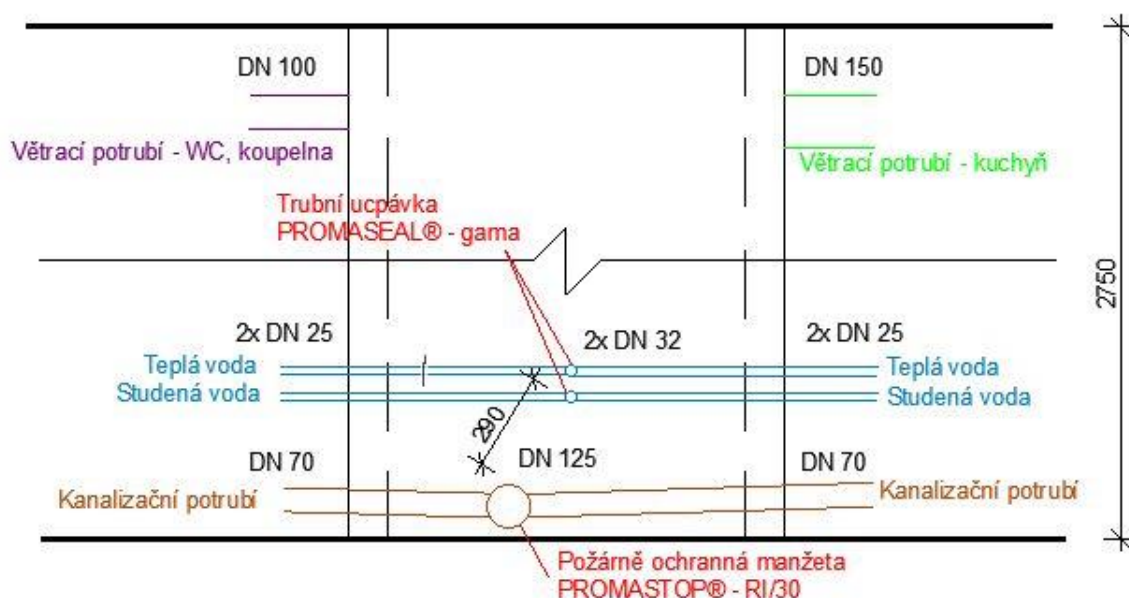 DN 100
DN 150
Větrací potrubí - WC, koupelna
Větrací potrubí - kuchyň
Trubní ucpávka
PROMASEAL® - gama
2750
2x DN 25
2x DN 32
2x DN 25
Teplá voda
Teplá voda
Studená voda
Studená voda
290
DN 70
DN 125
DN 70
Kanalizační potrubí
Kanalizační potrubí
Požárně ochranná manžeta
PROMASTOP® - RI/30